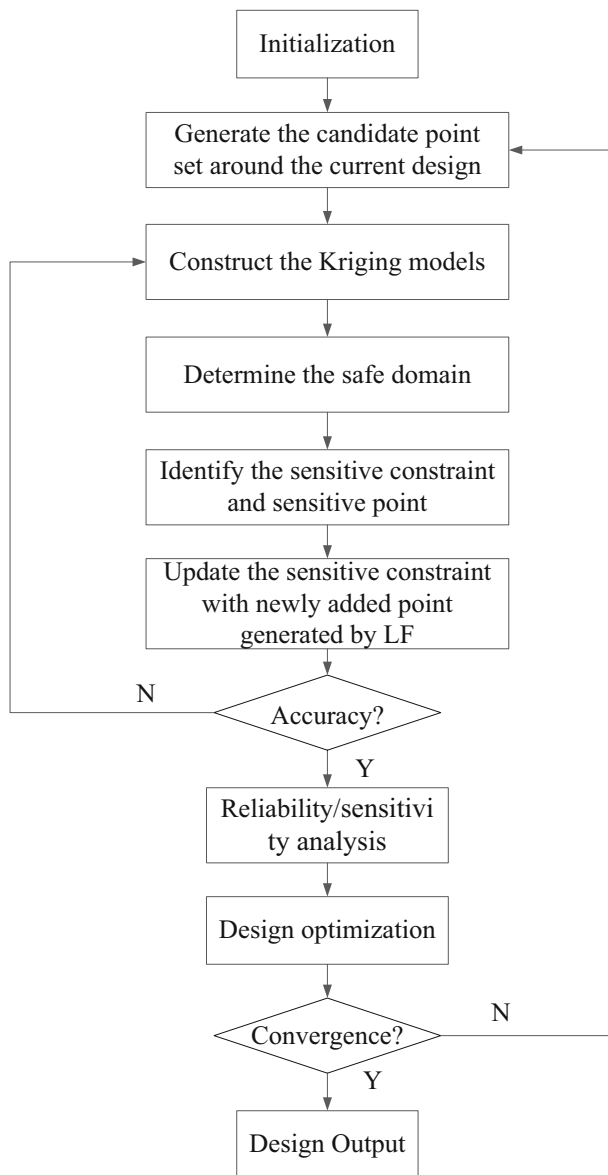 Initialization
Generate the candidate point
set around the current design
Construct the Kriging models
Determine the safe domain
Identify the sensitive constraint
and sensitive point
Update the sensitive constraint
with newly added point
generated by LF
N
Accuracy?
Y
Reliability/sensitivi
ty analysis
Design optimization
N
Convergence?
Y
Design Output